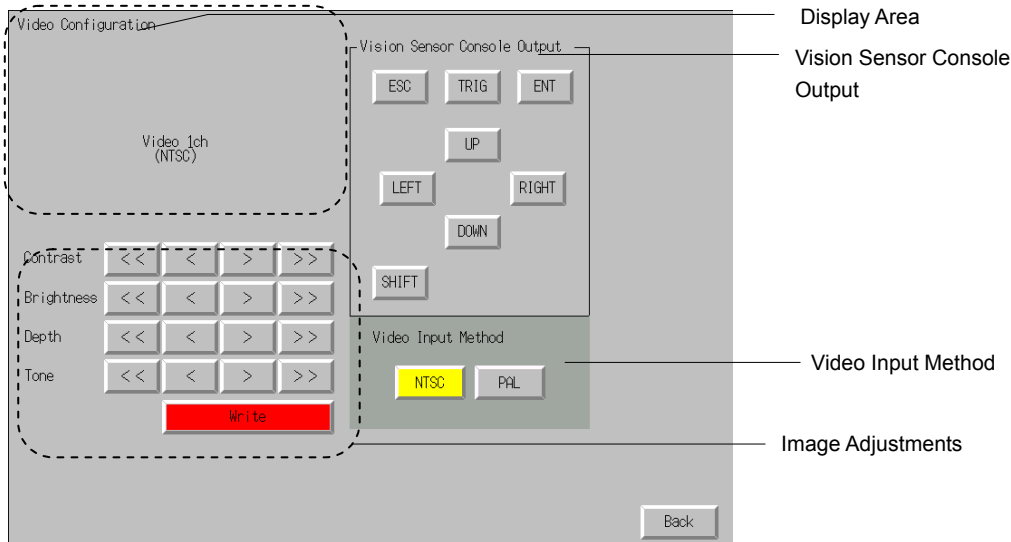 Video Configuration
Video 1ch
(NTSC)
Vision Sensor Console Output
ESC TRIG ENT
UP
LEFT RIGHT
DOWN
SHIFT
Contrast << < > >>
Brightness << < > >>
Depth << < > >>
Tone << < > >>
Write
Video Input Method
NTSC PAL
Back
Display Area
Vision Sensor Console
Output
Video Input Method
Image Adjustments